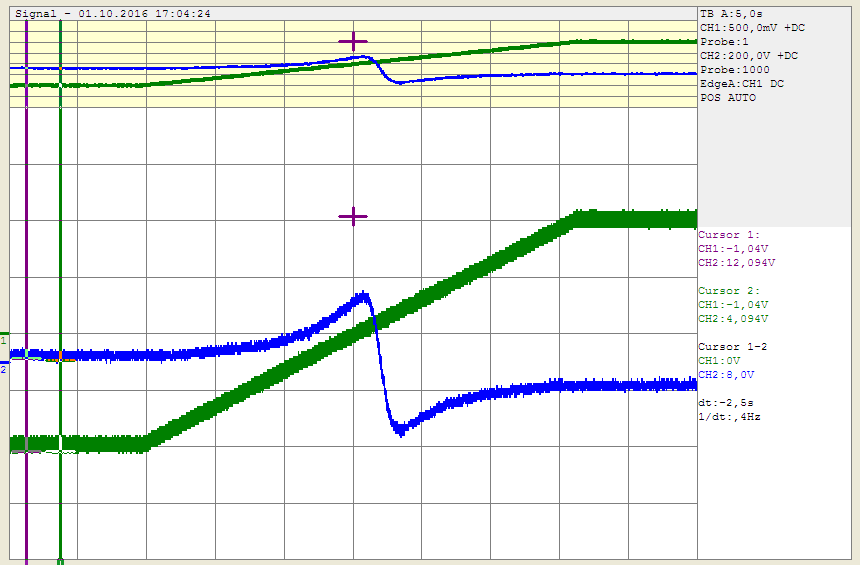 Signal - 01.10.2016 17:04:24
TB A:5,0s
CH1:500,0mV +DC
Probe:1
CH2:200,0V +DC
Probe:1000
EdgeA:CH1 DC
POS AUTO
Cursor 1:
CH1:-1,04V
CH2:12,094V
Cursor 2:
CH1:-1,04V
CH2:4,094V
Cursor 1-2
CH1:0V
CH2:8,0V
dt:-2,5s
1/dt:,4Hz
1
2